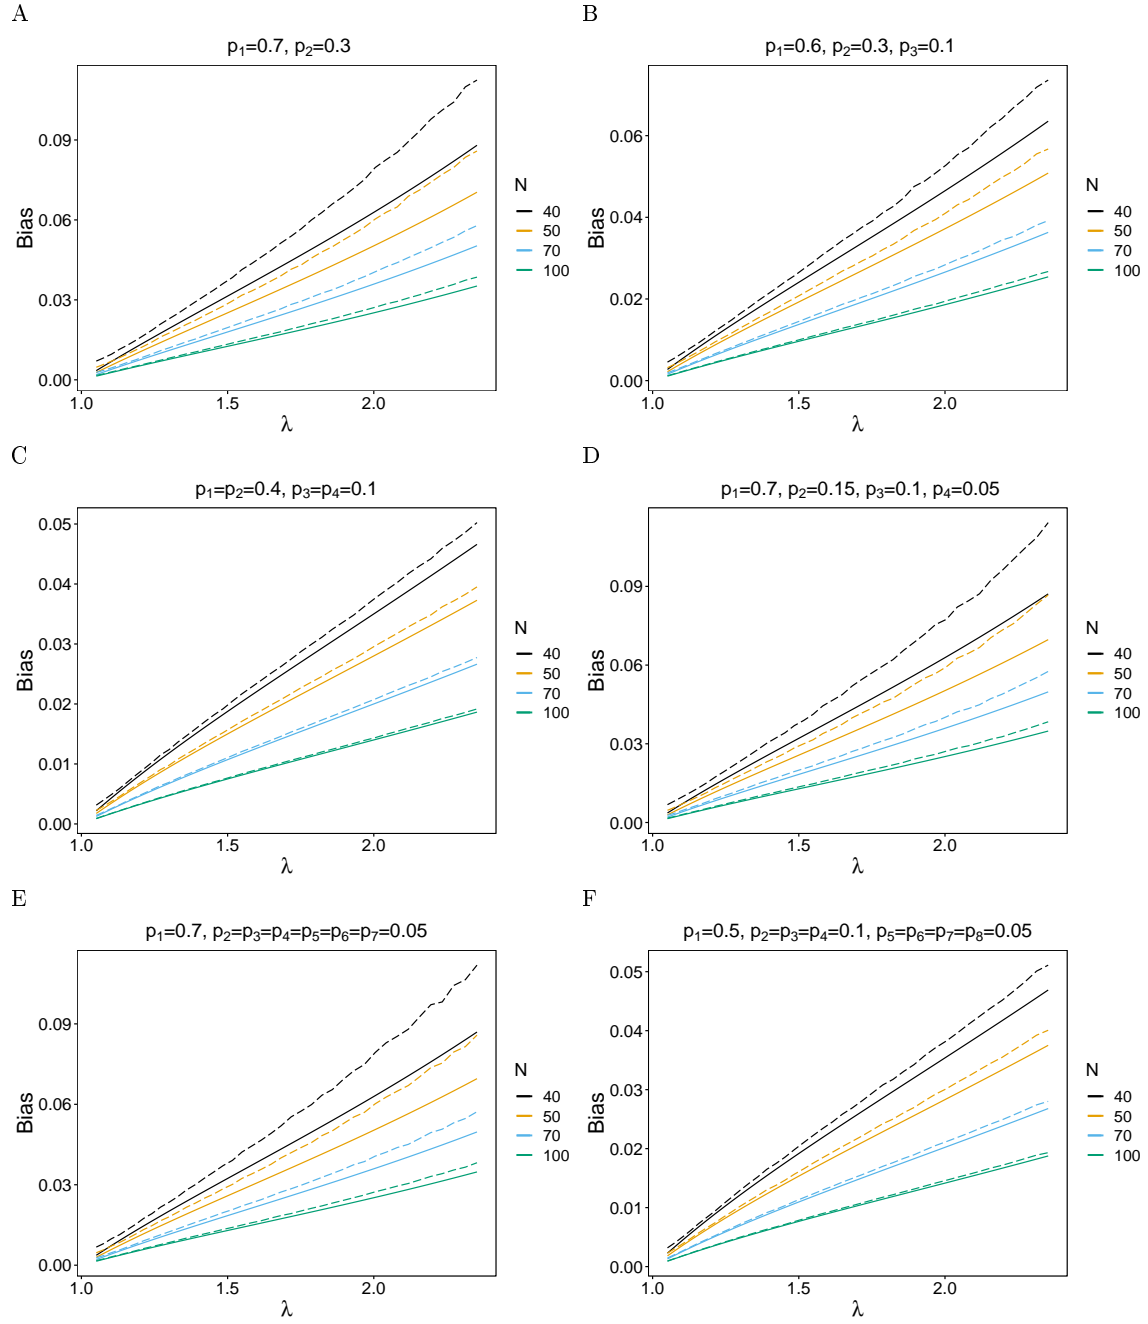 A
p₁=0.7, p₂=0.3
Bias
0.09
0.06
0.03
0.00
1.0 1.5 2.0
λ
N
40
50
70
100
B
p₁=0.6, p₂=0.3, p₃=0.1
Bias
0.06
0.04
0.02
0.00
1.0 1.5 2.0
λ
N
40
50
70
100
C
p₁=p₂=0.4, p₃=p₄=0.1
Bias
0.05
0.04
0.03
0.02
0.01
0.00
1.0 1.5 2.0
λ
N
40
50
70
100
D
p₁=0.7, p₂=0.15, p₃=0.1, p₄=0.05
Bias
0.09
0.06
0.03
0.00
1.0 1.5 2.0
λ
N
40
50
70
100
E
p₁=0.7, p₂=p₃=p₄=p₅=p₆=p₇=0.05
Bias
0.09
0.06
0.03
0.00
1.0 1.5 2.0
λ
N
40
50
70
100
F
p₁=0.5, p₂=p₃=p₄=0.1, p₅=p₆=p₇=p₈=0.05
Bias
0.05
0.04
0.03
0.02
0.01
0.00
1.0 1.5 2.0
λ
N
40
50
70
100